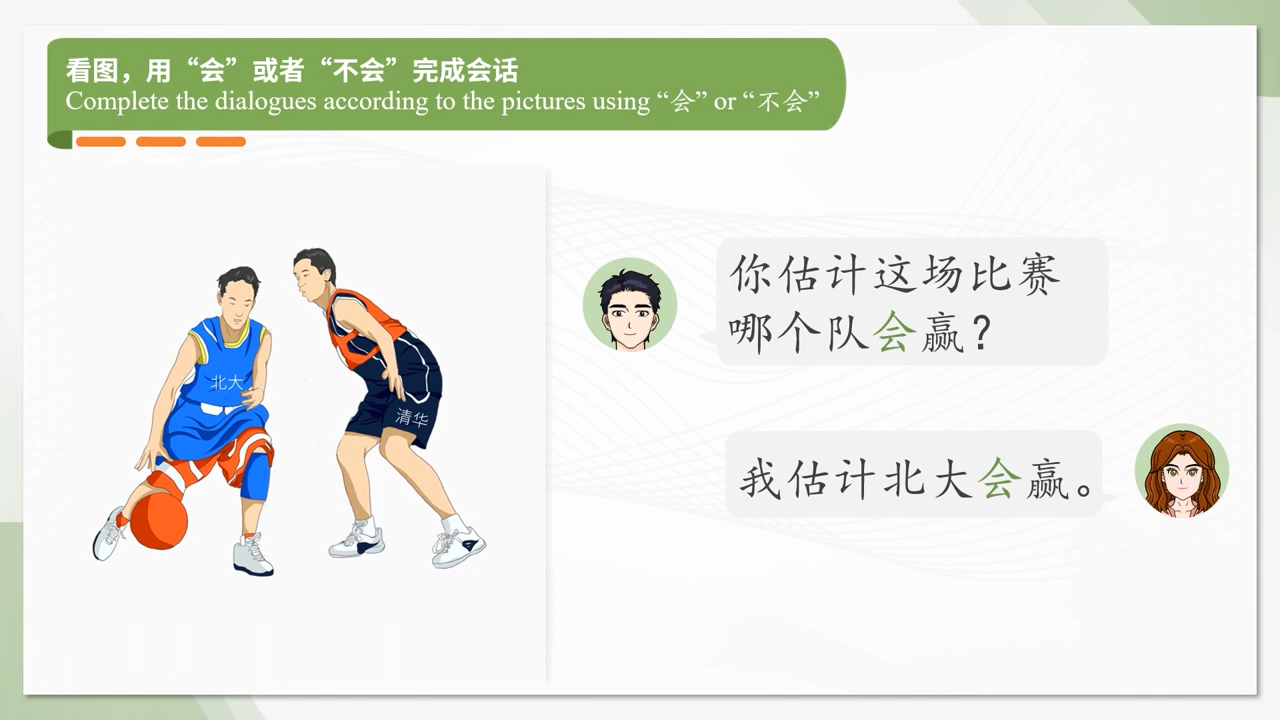 看图，用“会”或者“不会”完成会话
Complete the dialogues according to the pictures using “会” or “不会”
你估计这场比赛
哪个队会赢？
北大
清华
我估计北大会赢。